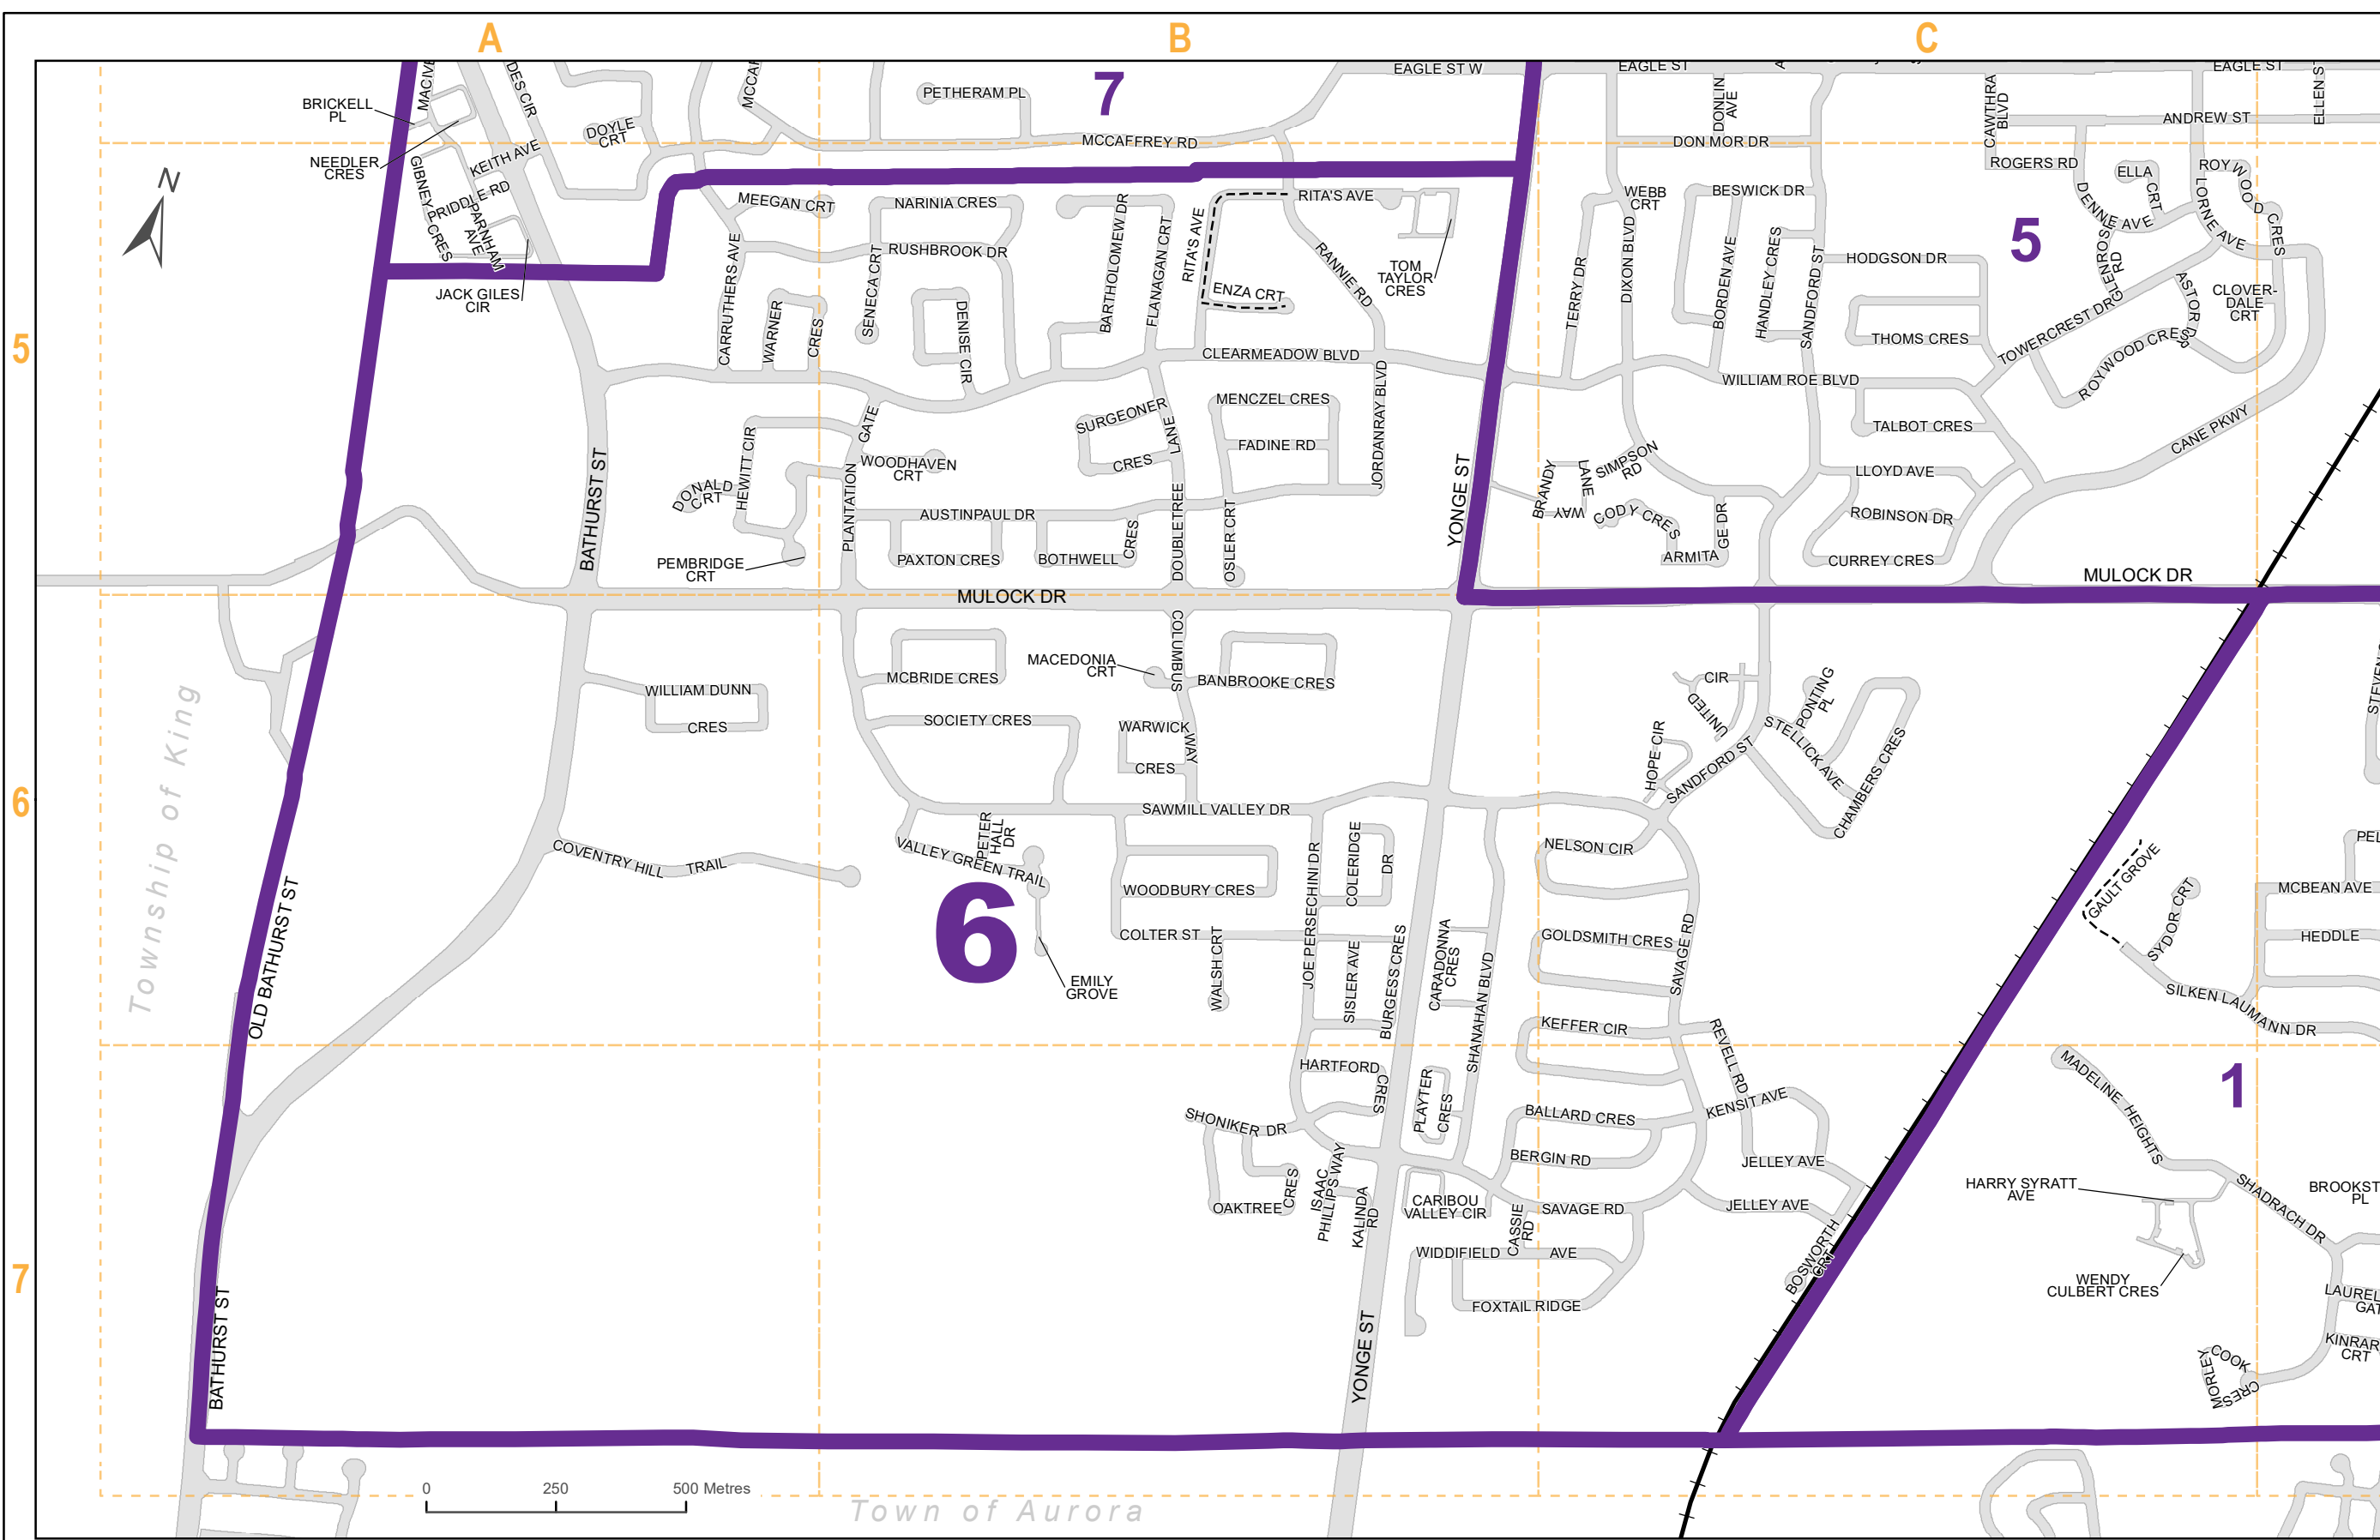 A
B
C
5
6
7
7
5
6
1
N
EAGLE ST W
EAGLE ST
EAGLE ST
MACIVE
DES CIR
MCCAF
BRICKELL
PL
NEEDLER
CRES
GIBNEY CRES
KEITH AVE
PRIDDLE RD
PARNHAM
AVE
JACK GILES
CIR
DOYLE
CRT
PETHERAM PL
MCCAFFREY RD
DONLIN
AVE
DON MOR DR
CAWTHRA
BLVD
ANDREW ST
ELLEN S
ROGERS RD
ELLA
CRT
ROYWOOD CRES
LORNE AVE
DENNE AVE
GLENROSE
RD
MEEGAN CRT
NARINIA CRES
RUSHBROOK DR
CARRUTHERS AVE
WARNER
CRES
SENECA CRT
DENISE CIR
BARTHOLOMEW DR
FLANAGAN CRT
RITA'S AVE
RITA'S AVE
ENZA CRT
RANNIE RD
TOM
TAYLOR
CRES
WEBB
CRT
BESWICK DR
TERRY DR
DIXON BLVD
BORDEN AVE
HANDLEY CRES
SANDFORD ST
HODGSON DR
THOMS CRES
TOWERCREST DR
ASTOR
CLOVER-
DALE
CRT
ROYWOOD CRES
CLEARMEADOW BLVD
WILLIAM ROE BLVD
TALBOT CRES
CANE PKWY
LLOYD AVE
ROBINSON DR
CURREY CRES
BATHURST ST
HEWITT CIR
DONALD
CRT
PEMBRIDGE
CRT
PLANTATION
GATE
WOODHAVEN
CRT
AUSTINPAUL DR
PAXTON CRES
BOTHWELL
CRES
SURGEONER
CRES
DOUBLETREE
LANE
MENCZEL CRES
FADINE RD
JORDANRAY BLVD
OSLER CRT
YONGE ST
BRANDY
LANE
WAY
SIMPSON
RD
CODY CRES
ARMITA
GE DR
MULOCK DR
MULOCK DR
WILLIAM DUNN
CRES
MCBRIDE CRES
MACEDONIA
CRT
COLUMBUS
WAY
BANBROOKE CRES
SOCIETY CRES
WARWICK
CRES
SAWMILL VALLEY DR
COVENTRY HILL TRAIL
PETER
HALL
DR
VALLEY GREEN TRAIL
EMILY
GROVE
WOODBURY CRES
COLTER ST
WALSH CRT
JOE PERSECHINI DR
COLERIDGE
DR
SISLER AVE
BURGESS CRES
CARADONNA
CRES
SHANAHAN BLVD
UNITED
CIR
HOPE CIR
SANDFORD ST
PONTING
PL
STELLICK AVE
CHAMBERS CRES
NELSON CIR
GOLDSMITH CRES
SAVAGE RD
KEFFER CIR
REVELL RD
GAULT GROVE
SYDOR CRT
SILKEN LAUMANN DR
STEVEN
PEL
MCBEAN AVE
HEDDLE
Township of King
OLD BATHURST ST
BATHURST ST
HARTFORD
CRES
SHONIKER DR
OAKTREE
CRES
ISAAC
PHILLIPS WAY
KALINDA
RD
PLAYTER
CRES
CARIBOU
VALLEY CIR
BALLARD CRES
BERGIN RD
KENSIT AVE
JELLEY AVE
JELLEY AVE
SAVAGE RD
CASSIE
RD
WIDDIFIELD AVE
FOXTAIL RIDGE
BOSWORTH
CRT
YONGE ST
MADELINE HEIGHTS
HARRY SYRATT
AVE
SHADRACH DR
BROOKST
PL
WENDY
CULBERT CRES
LAUREL
GAT
KINRAR
CRT
MORLEY
COOK
CRES
0 250 500 Metres
Town of Aurora